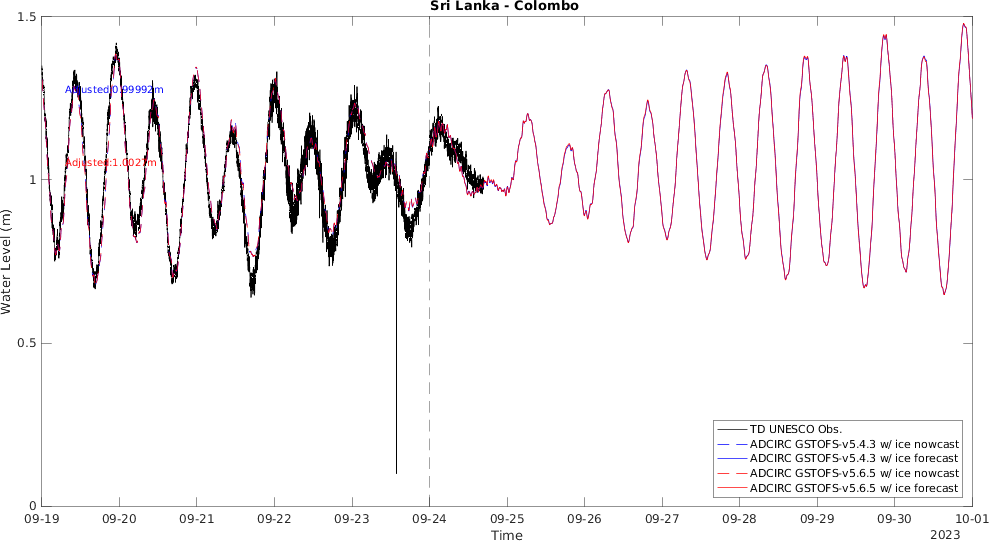 Sri Lanka - Colombo
1.5
Adjusted:0.99992m
Adjusted:1.0027m
1
0.5
0
Water Level (m)
TD UNESCO Obs.
ADCIRC GSTOFS-v5.4.3 w/ ice nowcast
ADCIRC GSTOFS-v5.4.3 w/ ice forecast
ADCIRC GSTOFS-v5.6.5 w/ ice nowcast
ADCIRC GSTOFS-v5.6.5 w/ ice forecast
09-19 09-20 09-21 09-22 09-23 09-24 09-25 09-26 09-27 09-28 09-29 09-30 10-01
Time
2023